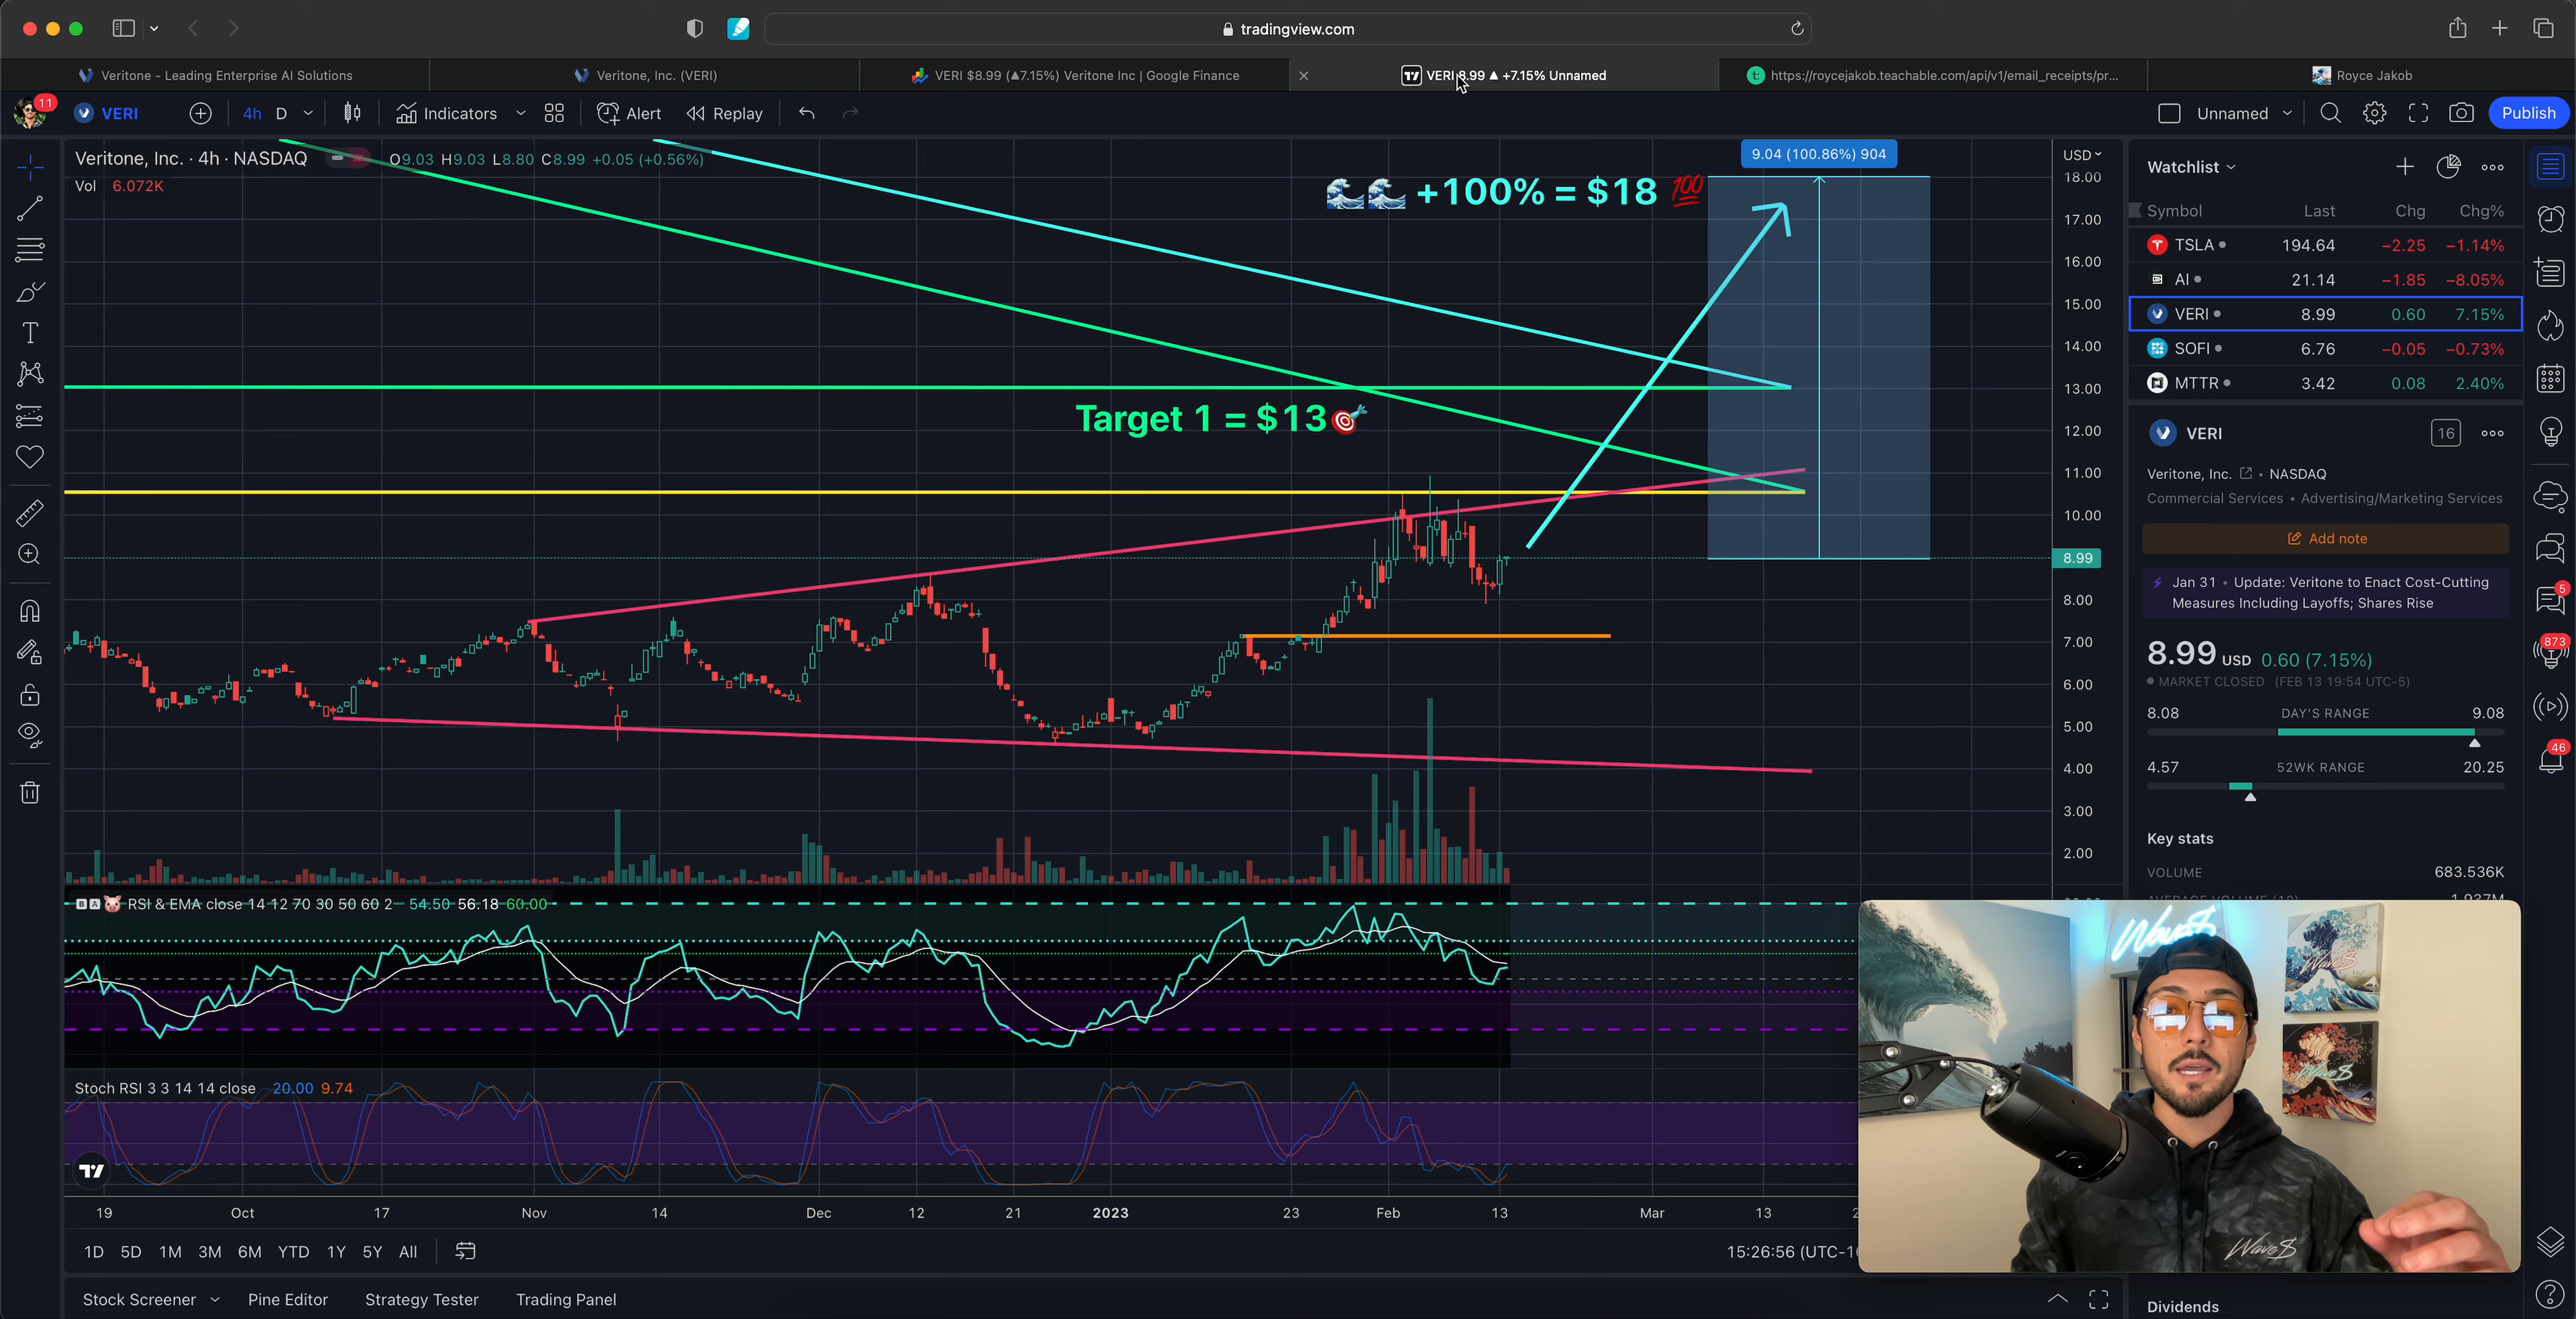 tradingview.com
Veritone - Leading Enterprise AI Solutions
Veritone, Inc. (VERI)
VERI $8.99 (▲7.15%) Veritone Inc | Google Finance
VERI 8.99 ▲ +7.15% Unnamed
https://roycejakob.teachable.com/api/v1/email_receipts/pr...
Royce Jakob
11
VERI
4h
D
Indicators
Alert
Replay
Unnamed
Publish
Veritone, Inc. · 4h · NASDAQ
O9.03 H9.03 L8.80 C8.99 +0.05 (+0.56%)
Vol 6.072K
9.04 (100.86%) 904
🌊🌊 +100% = $18 💯
Target 1 = $13🎯
USD
18.00
17.00
16.00
15.00
14.00
13.00
12.00
11.00
10.00
8.99
8.00
7.00
6.00
5.00
4.00
3.00
2.00
RSI & EMA close 14 12 70 30 50 60 2 54.50 56.18 60.00
Stoch RSI 3 3 14 14 close 20.00 9.74
19
Oct
17
Nov
14
Dec
12
21
2023
23
Feb
13
Mar
13
1D 5D 1M 3M 6M YTD 1Y 5Y All
15:26:56 (UTC-1
Stock Screener
Pine Editor
Strategy Tester
Trading Panel
Watchlist
Symbol Last Chg Chg%
TSLA 194.64 −2.25 −1.14%
AI 21.14 −1.85 −8.05%
VERI 8.99 0.60 7.15%
SOFI 6.76 −0.05 −0.73%
MTTR 3.42 0.08 2.40%
VERI
16
Veritone, Inc. • NASDAQ
Commercial Services • Advertising/Marketing Services
Add note
Jan 31 • Update: Veritone to Enact Cost-Cutting
Measures Including Layoffs; Shares Rise
8.99 USD 0.60 (7.15%)
MARKET CLOSED (FEB 13 19:54 UTC-5)
8.08 DAY'S RANGE 9.08
4.57 52WK RANGE 20.25
Key stats
VOLUME 683.536K
Wave$
Wave$
Dividends
5
873
46